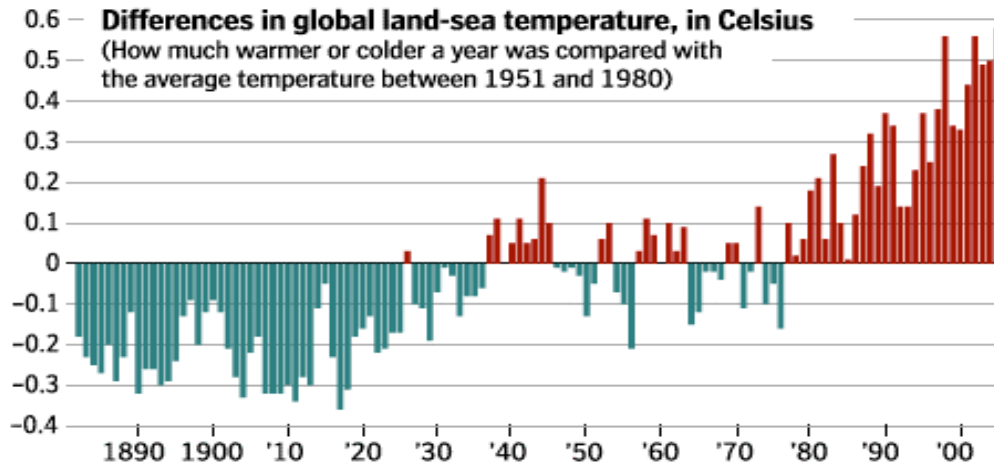 Differences in global land-sea temperature, in Celsius
(How much warmer or colder a year was compared with
the average temperature between 1951 and 1980)
0.6
0.5
0.4
0.3
0.2
0.1
0
–0.1
–0.2
–0.3
–0.4
1890 1900 '10 '20 '30 '40 '50 '60 '70 '80 '90 '00